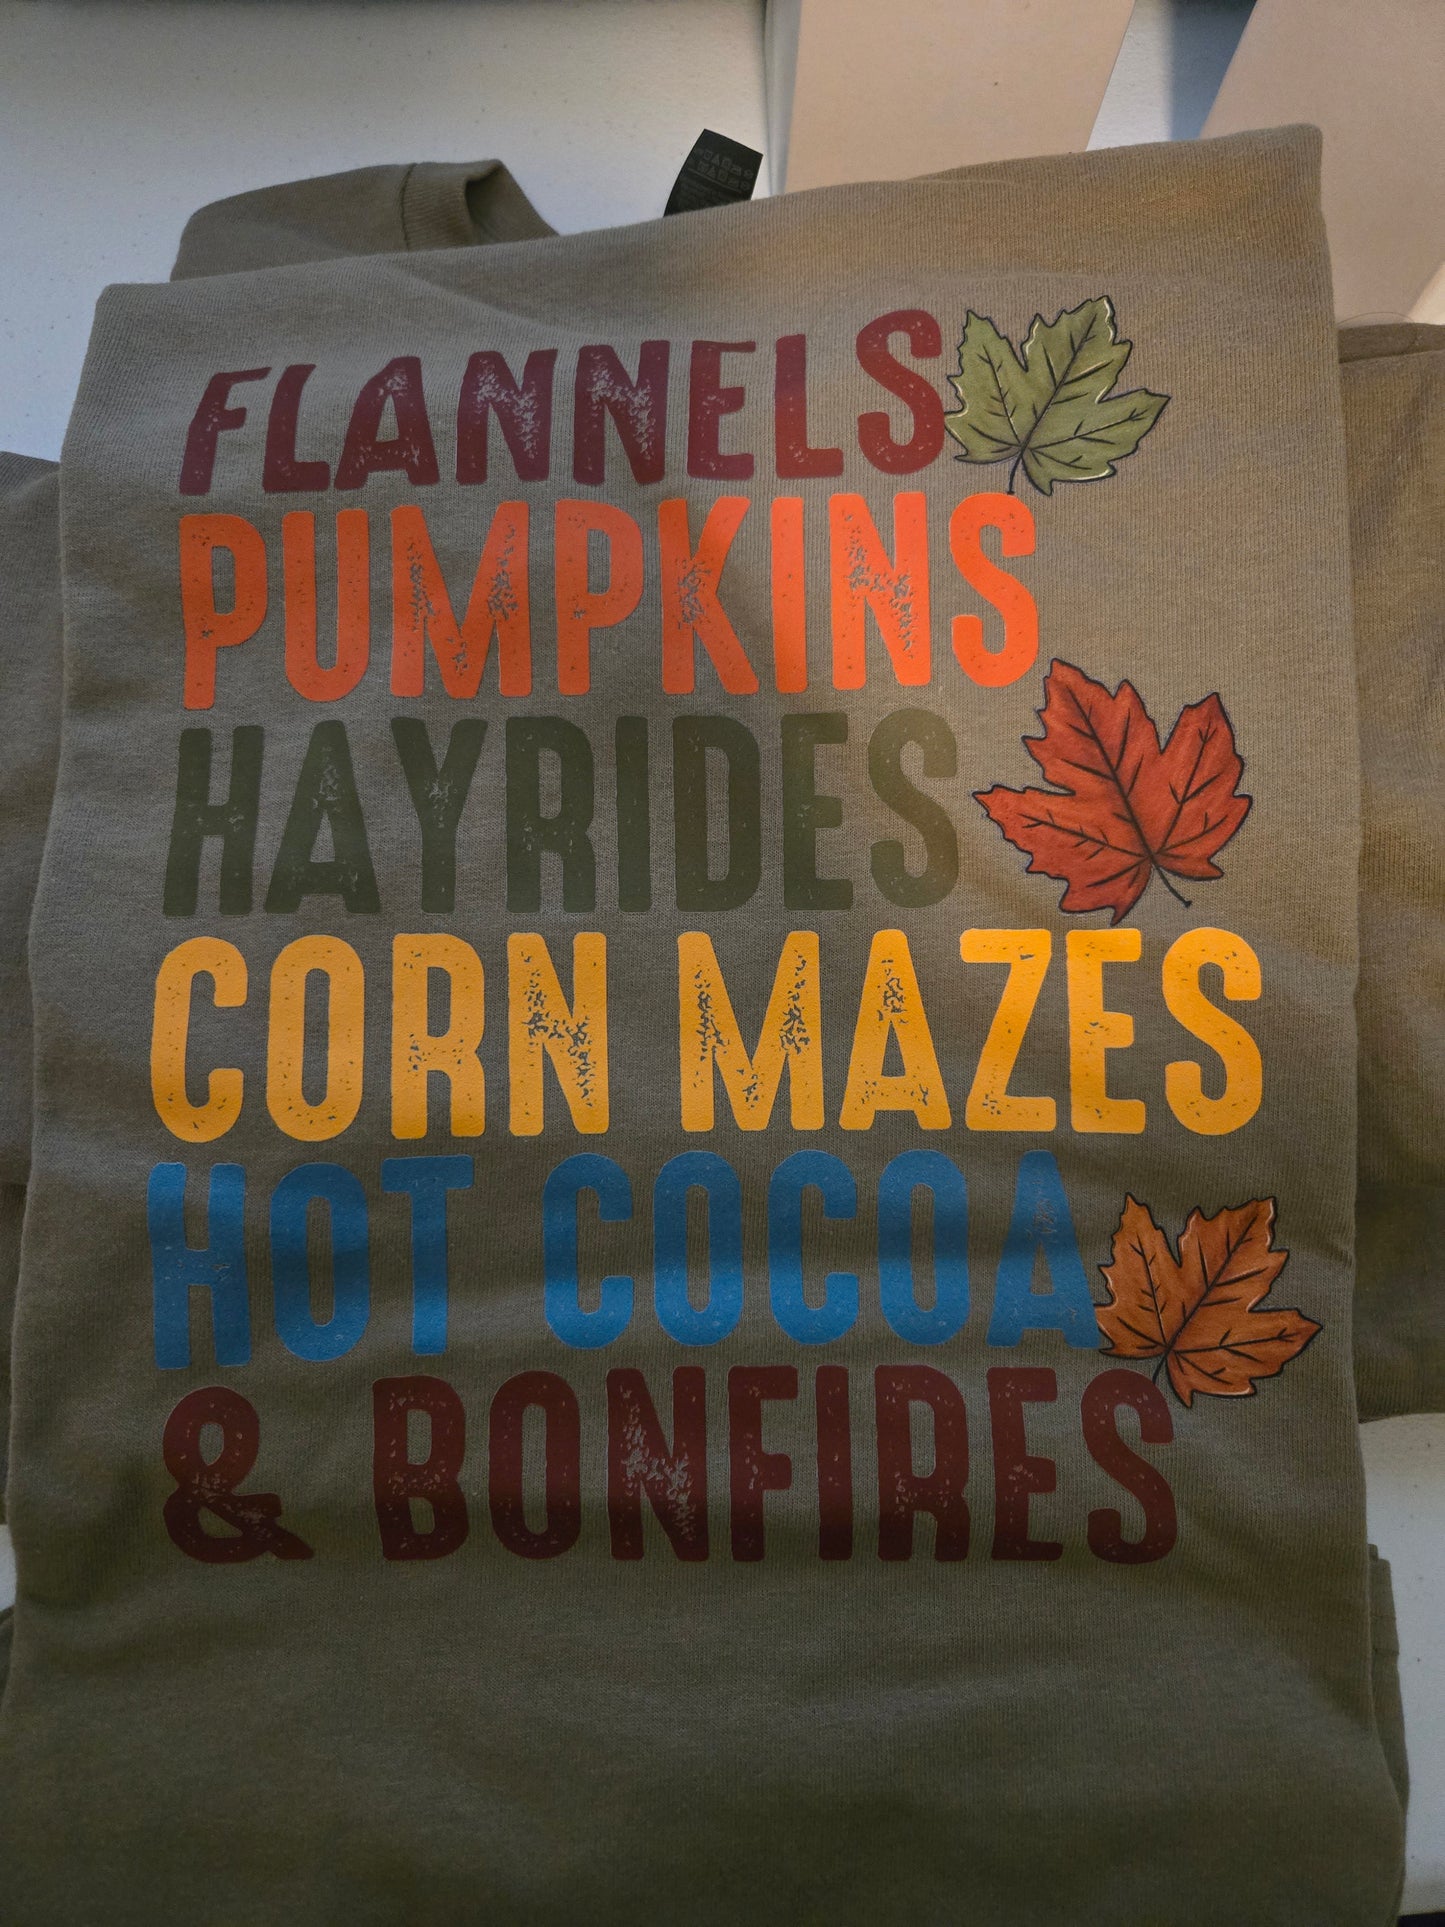 FLANNELS
PUMPKINS
HAYRIDES
CORN MAZES
HOT COCOA
& BONFIRES